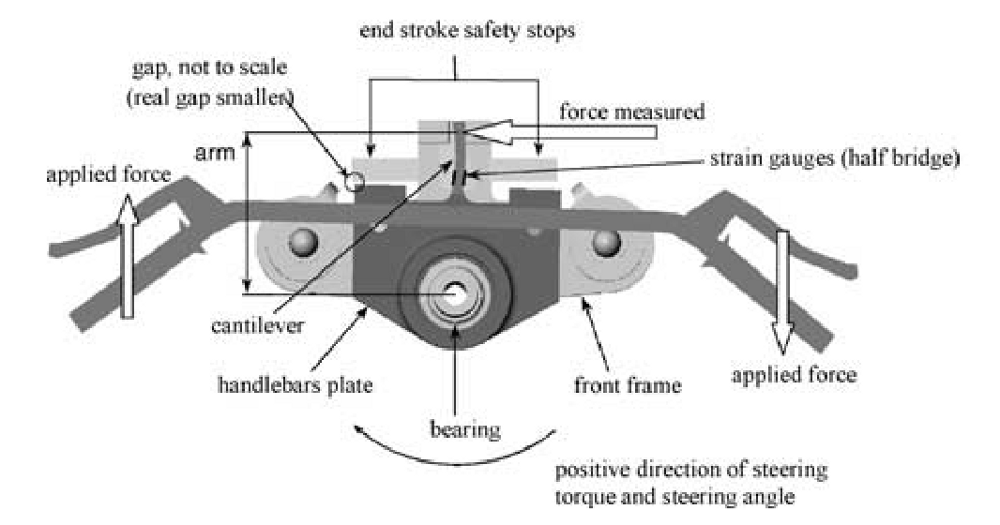 end stroke safety stops
gap, not to scale
(real gap smaller)
force measured
arm
strain gauges (half bridge)
applied force
cantilever
handlebars plate
front frame
applied force
bearing
positive direction of steering
torque and steering angle